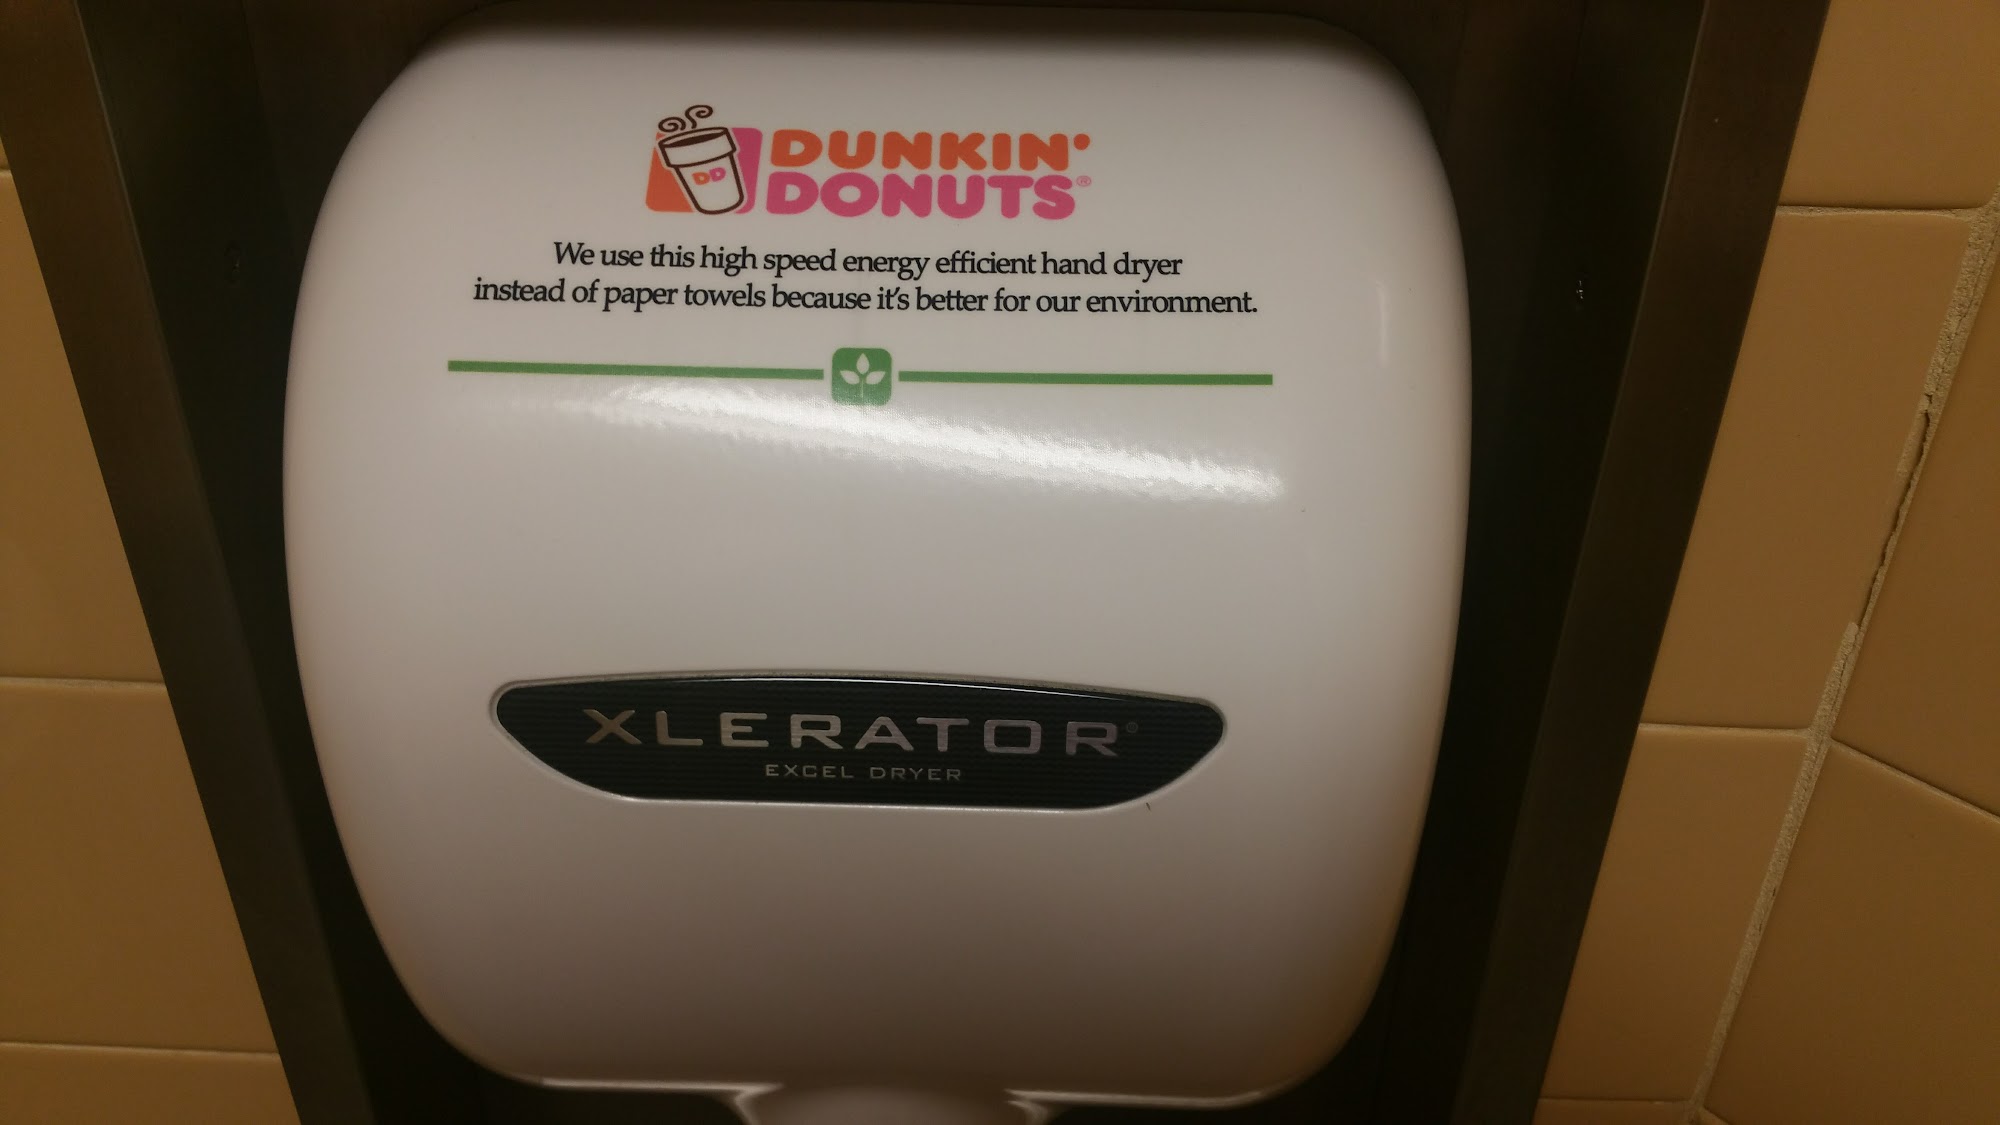 DD
DUNKIN'
DONUTS®
We use this high speed energy efficient hand dryer
instead of paper towels because it's better for our environment.
XLERATOR®
EXCEL DRYER